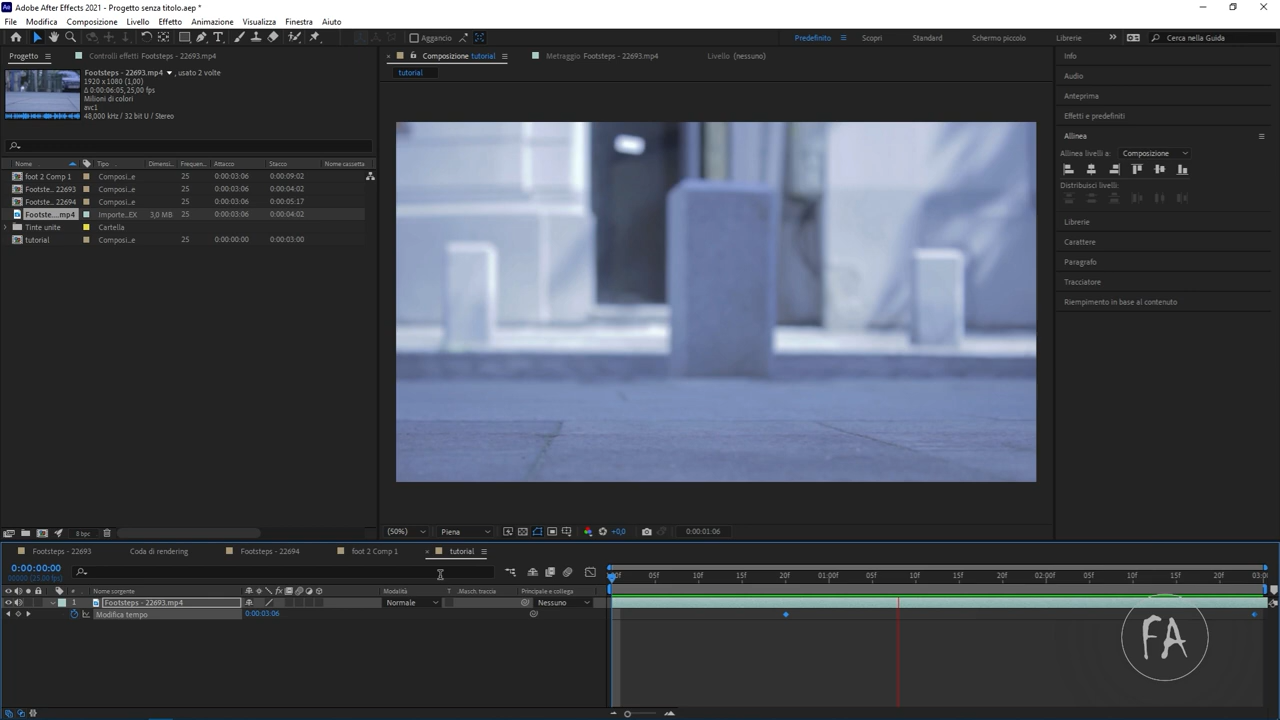 Adobe After Effects 2021 - Progetto senza titolo.aep *
File Modifica Composizione Livello Effetto Animazione Visualizza Finestra Aiuto
Agancio Predefinito Scopri Standard Schermo piccolo Librerie Cerca nella Guida
Progetto Controlli effetti Footsteps - 22693.mp4 Composizione tutorial Metraggio Footsteps - 22693.mp4 Livello (nessuno) Info
tutorial
Footsteps - 22693.mp4 , usato 2 volte
1920 x 1080 (1,00)
Δ 0:00:06:05, 25,00 fps
Milioni di colori
avc1
48,000 kHz / 32 bit U / Stereo
Audio
Anteprima
Effetti e predefiniti
Allinea
Allinea livelli a: Composizione
Distribuisci livelli:
Librerie
Carattere
Paragrafo
Tracciatore
Riempimento in base al contenuto
Nome Tipo Dimensi... Frequen... Attacco Stacco Nome cassetta
foot 2 Comp 1 Composi...e 25 0:00:03:06 0:00:09:02
Footste... 22693 Composi...e 25 0:00:03:06 0:00:04:02
Footste... 22694 Composi...e 25 0:00:03:06 0:00:05:17
Footste....mp4 Importe...EX 3,0 MB 25 0:00:03:06 0:00:04:02
Tinte unite Cartella
tutorial Composi...e 25 0:00:00:00 0:00:03:00
8 bpc
(50%) Piena +0,0 0:00:01:06
Footsteps - 22693 Coda di rendering Footsteps - 22694 foot 2 Comp 1 tutorial
0:00:00:00
00000 (25,00 fps)
05f 10f 15f 20f 01:00f 05f 10f 15f 20f 02:00f 05f 10f 15f 20f 03:0
# Nome sorgente Modalità T Masch. traccia Principale e collega
1 Footsteps - 22693.mp4 Normale Nessuno
Modifica tempo 0:00:03:06
FA